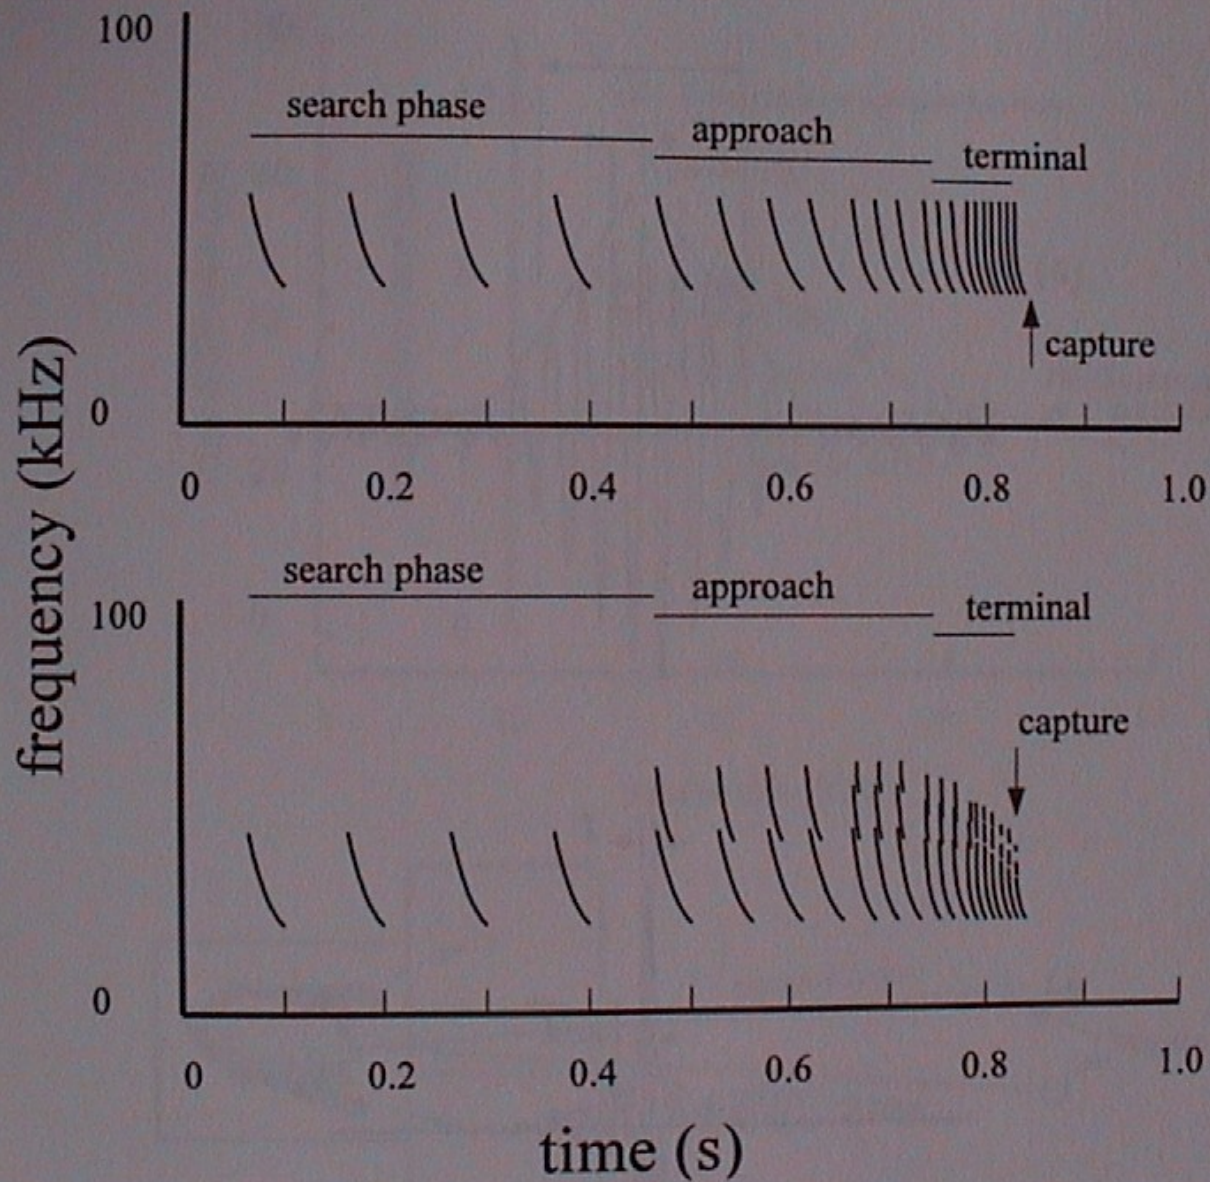 100
search phase
approach
terminal
capture
0
0 0.2 0.4 0.6 0.8 1.0
frequency (kHz)
search phase
approach
100
terminal
capture
0
0 0.2 0.4 0.6 0.8 1.0
time (s)